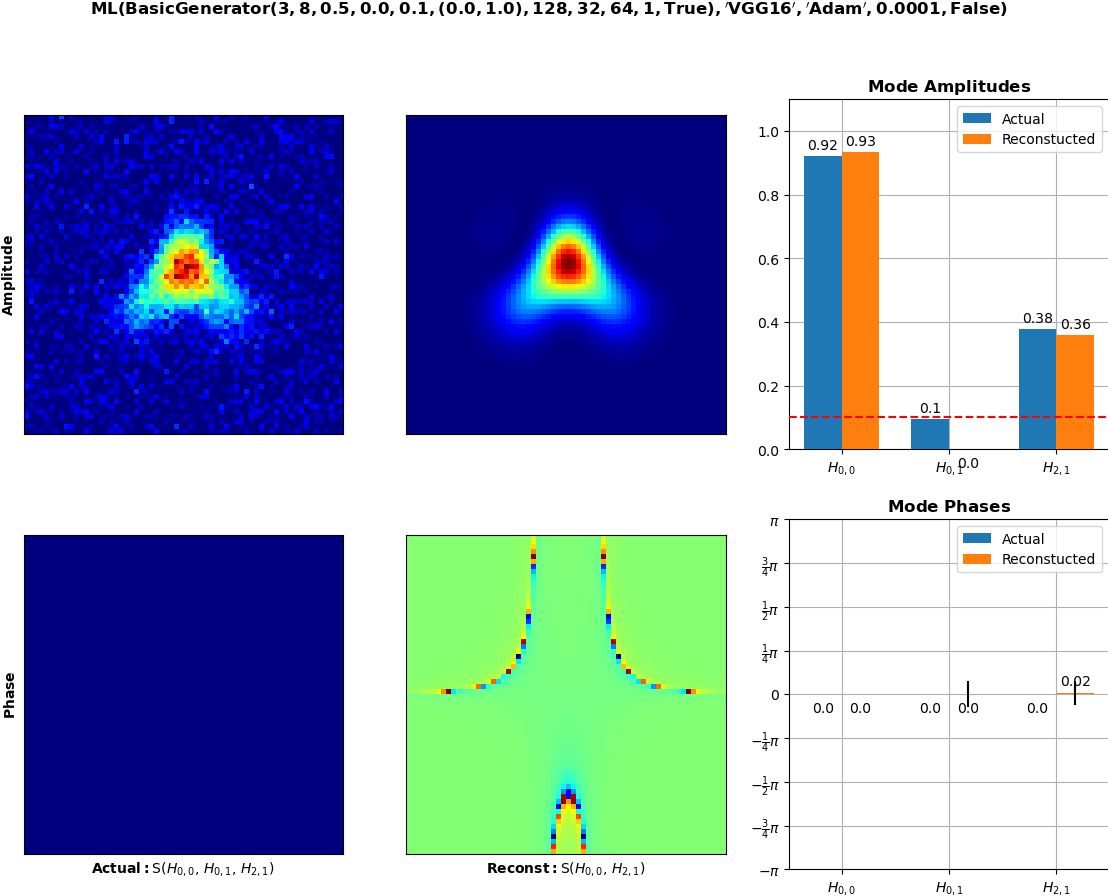 ML(BasicGenerator(3, 8, 0.5, 0.0, 0.1, (0.0, 1.0), 128, 32, 64, 1, True), ′VGG16′, ′Adam′, 0.0001, False)
Amplitude
Mode Amplitudes
Actual
Reconstucted
1.0
0.8
0.6
0.4
0.2
0.0
0.92
0.93
0.1
0.0
0.38
0.36
H0,0
H0,1
H2,1
Phase
Actual: S(H0,0, H0,1, H2,1)
Reconst: S(H0,0, H2,1)
Mode Phases
Actual
Reconstucted
π
3/4π
1/2π
1/4π
0
−1/4π
−1/2π
−3/4π
−π
0.0
0.0
0.0
0.0
0.0
0.02
H0,0
H0,1
H2,1